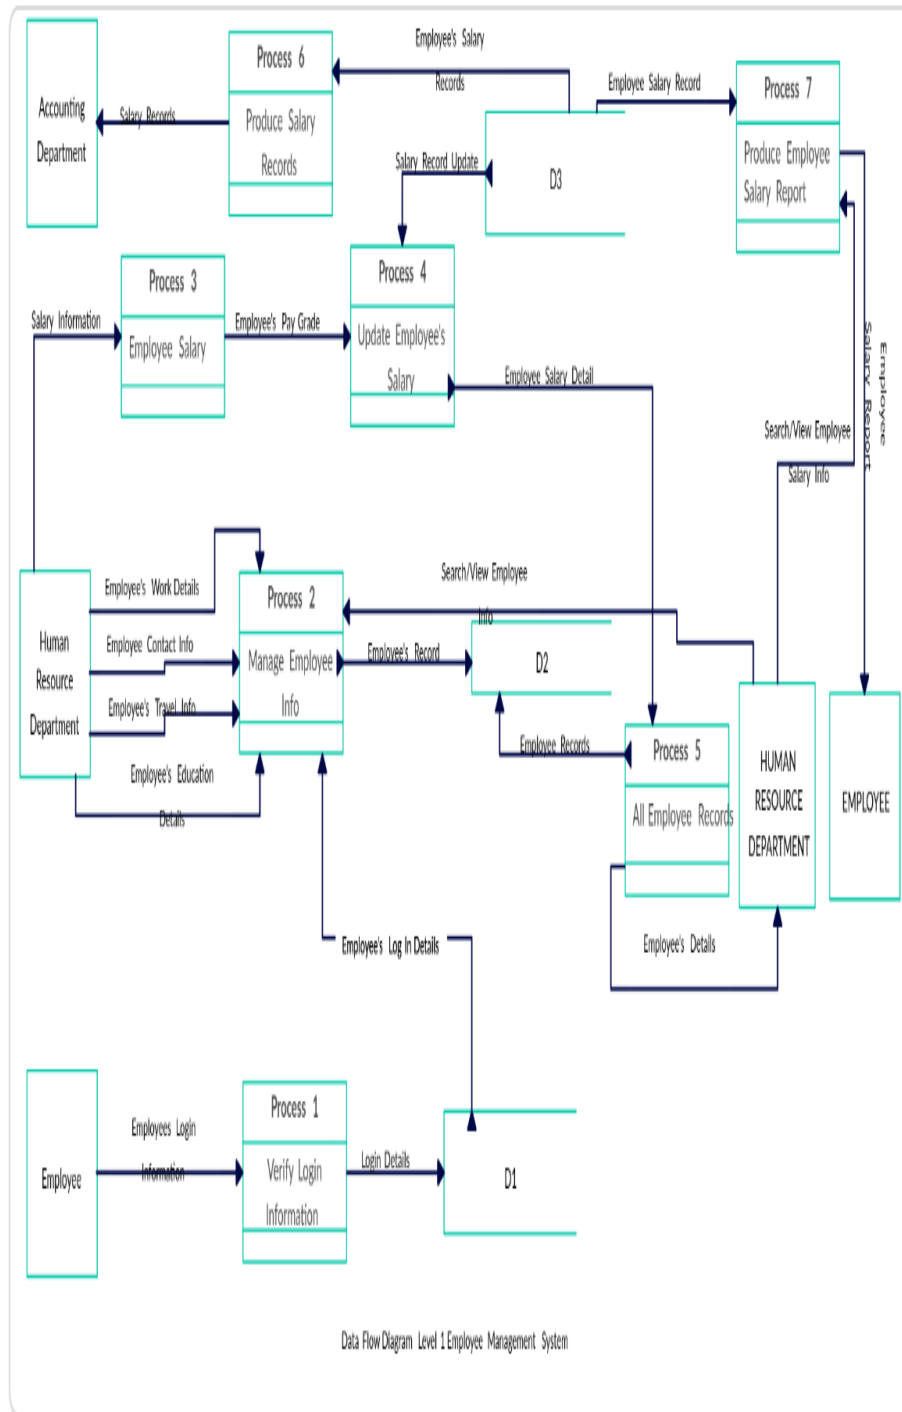 Employee's Salary
Records
Process 6
Produce Salary
Records
Accounting
Department
Salary Records
Employee Salary Record
Process 7
Produce Employee
Salary Report
D3
Salary Record Update
Process 3
Employee Salary
Salary Information
Employee's Pay Grade
Process 4
Update Employee's
Salary
Employee Salary Detail
Employee
Salary Report
Search/View Employee
Salary Info
Employee's Work Details
Employee Contact Info
Employee's Travel Info
Employee's Education
Details
Human
Resource
Department
Process 2
Manage Employee
Info
Search/View Employee
Info
Employee's Record
D2
Employee Records
Process 5
All Employee Records
HUMAN
RESOURCE
DEPARTMENT
EMPLOYEE
Employee's Details
Employee's Log In Details
Employee
Employees Login
Information
Process 1
Verify Login
Information
Login Details
D1
Data Flow Diagram Level 1 Employee Management System